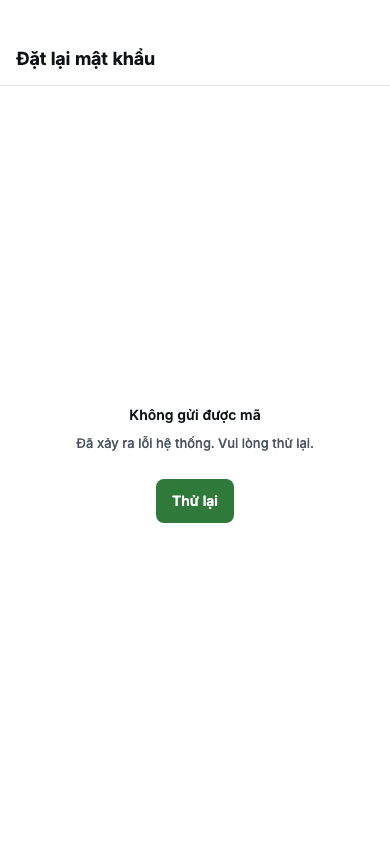 Đặt lại mật khẩu
Không gửi được mã
Đã xảy ra lỗi hệ thống. Vui lòng thử lại.
Thử lại